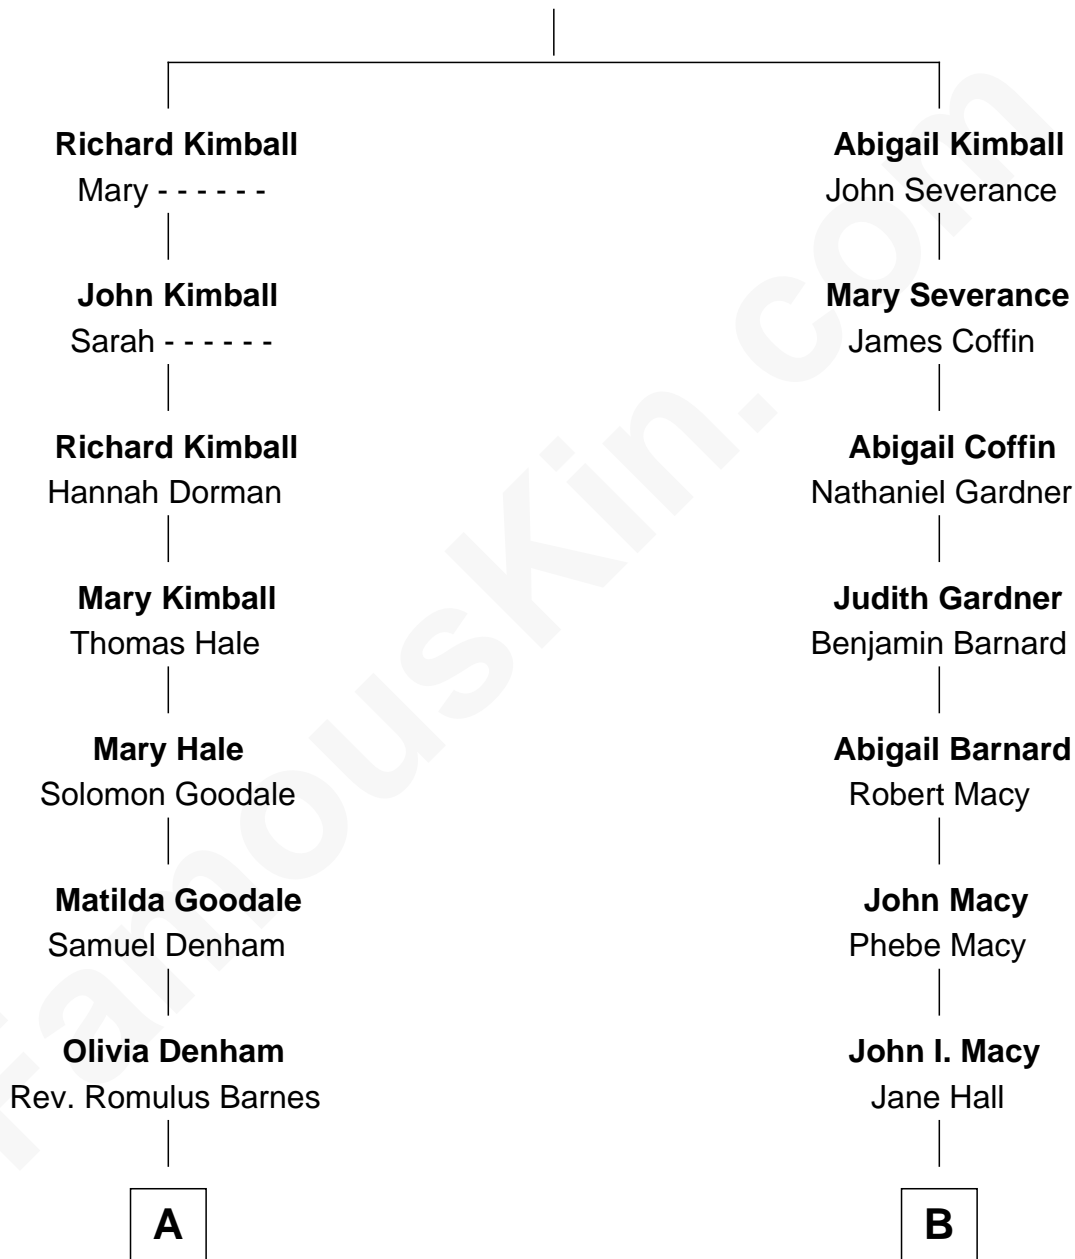 Richard Kimball
Mary - - - - - -
John Kimball
Sarah - - - - - -
Richard Kimball
Hannah Dorman
Mary Kimball
Thomas Hale
Mary Hale
Solomon Goodale
Matilda Goodale
Samuel Denham
Olivia Denham
Rev. Romulus Barnes
A
Abigail Kimball
John Severance
Mary Severance
James Coffin
Abigail Coffin
Nathaniel Gardner
Judith Gardner
Benjamin Barnard
Abigail Barnard
Robert Macy
John Macy
Phebe Macy
John I. Macy
Jane Hall
B
FamousKin.com